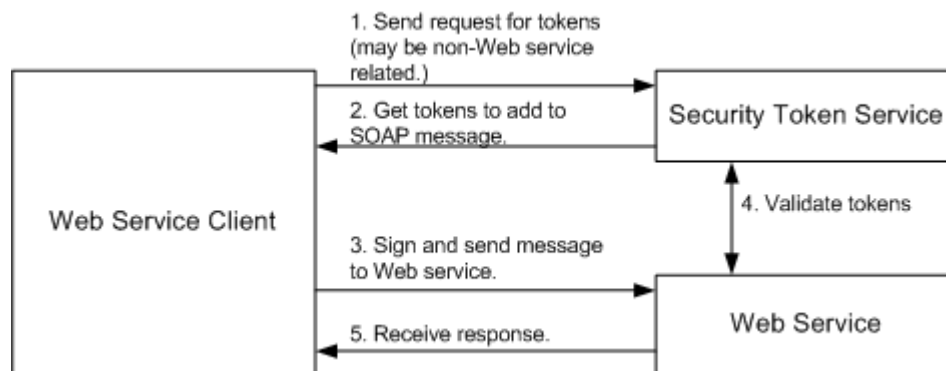 1. Send request for tokens
(may be non-Web service
related.)
2. Get tokens to add to
SOAP message.
Security Token Service
Web Service Client
4. Validate tokens
3. Sign and send message
to Web service.
Web Service
5. Receive response.